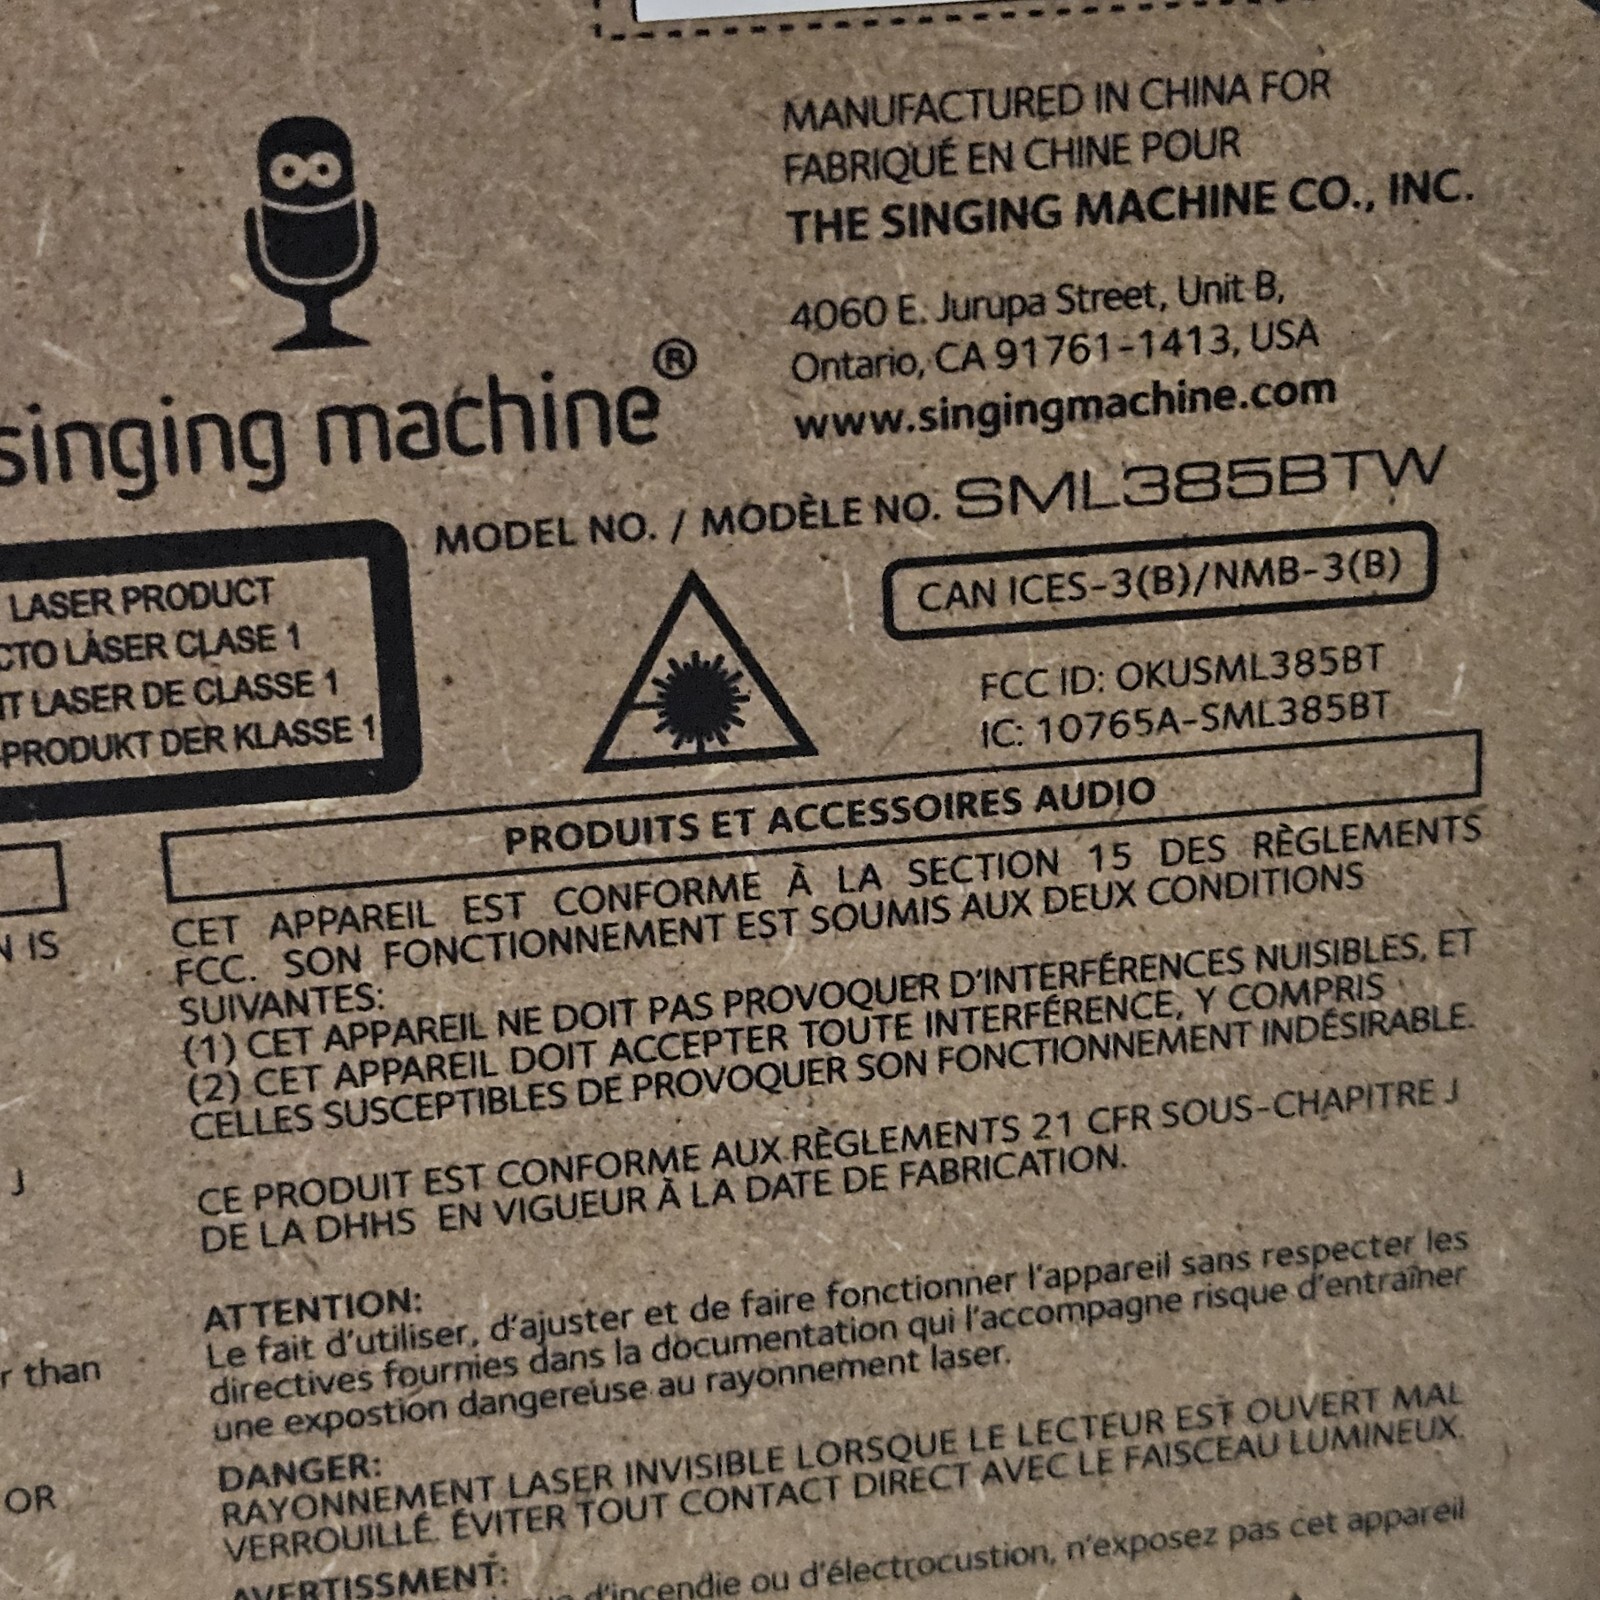 MANUFACTURED IN CHINA FOR
FABRIQUÉ EN CHINE POUR
THE SINGING MACHINE CO., INC.
4060 E. Jurupa Street, Unit B,
Ontario, CA 91761-1413, USA
www.singingmachine.com
singing machine®
MODEL NO. / MODÈLE NO. SML385BTW
LASER PRODUCT
CTO LÁSER CLASE 1
IT LASER DE CLASSE 1
-PRODUKT DER KLASSE 1
CAN ICES-3(B)/NMB-3(B)
FCC ID: OKUSML385BT
IC: 10765A-SML385BT
N IS
J
r than
OR
PRODUITS ET ACCESSOIRES AUDIO
CET APPAREIL EST CONFORME À LA SECTION 15 DES RÈGLEMENTS
FCC. SON FONCTIONNEMENT EST SOUMIS AUX DEUX CONDITIONS
SUIVANTES:
(1) CET APPAREIL NE DOIT PAS PROVOQUER D'INTERFÉRENCES NUISIBLES, ET
(2) CET APPAREIL DOIT ACCEPTER TOUTE INTERFÉRENCE, Y COMPRIS
CELLES SUSCEPTIBLES DE PROVOQUER SON FONCTIONNEMENT INDÉSIRABLE.
CE PRODUIT EST CONFORME AUX RÈGLEMENTS 21 CFR SOUS-CHAPITRE J
DE LA DHHS EN VIGUEUR À LA DATE DE FABRICATION.
ATTENTION:
Le fait d'utiliser, d'ajuster et de faire fonctionner l'appareil sans respecter les
directives fournies dans la documentation qui l'accompagne risque d'entraîner
une expostion dangereuse au rayonnement laser.
DANGER:
RAYONNEMENT LASER INVISIBLE LORSQUE LE LECTEUR EST OUVERT MAL
VERROUILLÉ. ÉVITER TOUT CONTACT DIRECT AVEC LE FAISCEAU LUMINEUX.
AVERTISSMENT:
d'incendie ou d'électrocustion, n'exposez pas cet appareil